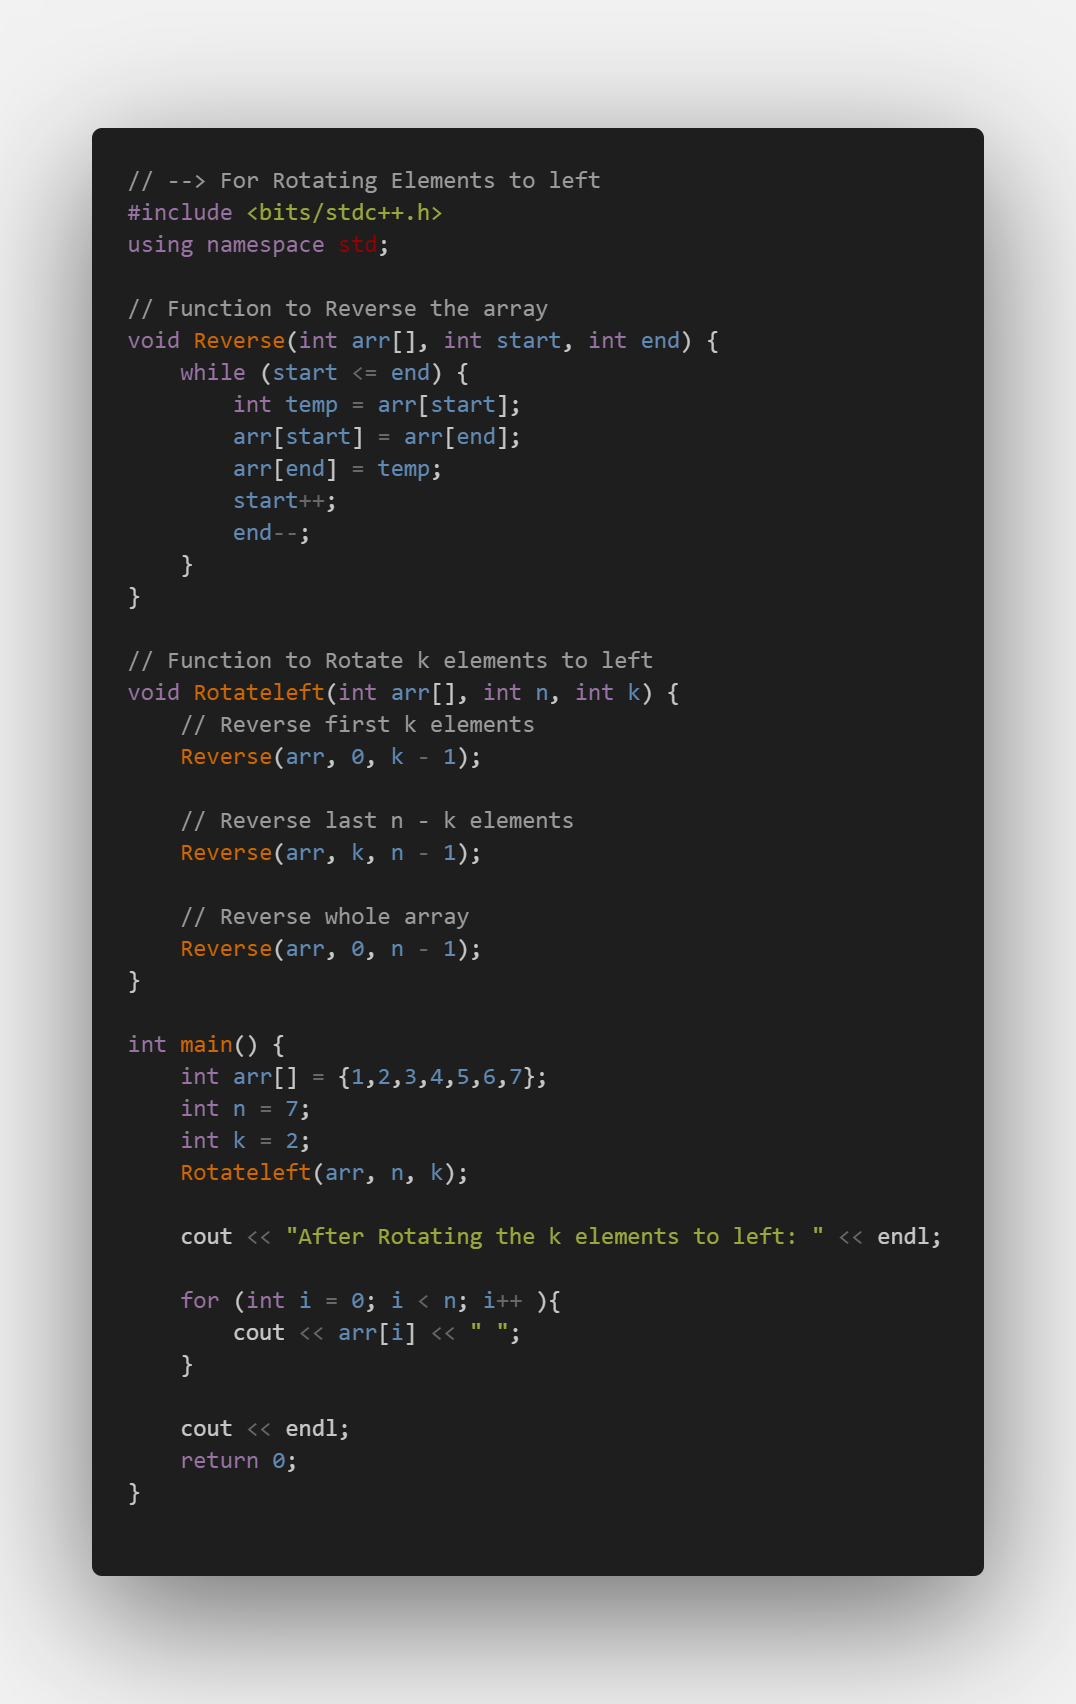 // --> For Rotating Elements to left
#include <bits/stdc++.h>
using namespace std;

// Function to Reverse the array
void Reverse(int arr[], int start, int end) {
    while (start <= end) {
        int temp = arr[start];
        arr[start] = arr[end];
        arr[end] = temp;
        start++;
        end--;
    }
}

// Function to Rotate k elements to left
void Rotateleft(int arr[], int n, int k) {
    // Reverse first k elements
    Reverse(arr, 0, k - 1);

    // Reverse last n - k elements
    Reverse(arr, k, n - 1);

    // Reverse whole array
    Reverse(arr, 0, n - 1);
}

int main() {
    int arr[] = {1,2,3,4,5,6,7};
    int n = 7;
    int k = 2;
    Rotateleft(arr, n, k);

    cout << "After Rotating the k elements to left: " << endl;

    for (int i = 0; i < n; i++ ){
        cout << arr[i] << " ";
    }

    cout << endl;
    return 0;
}